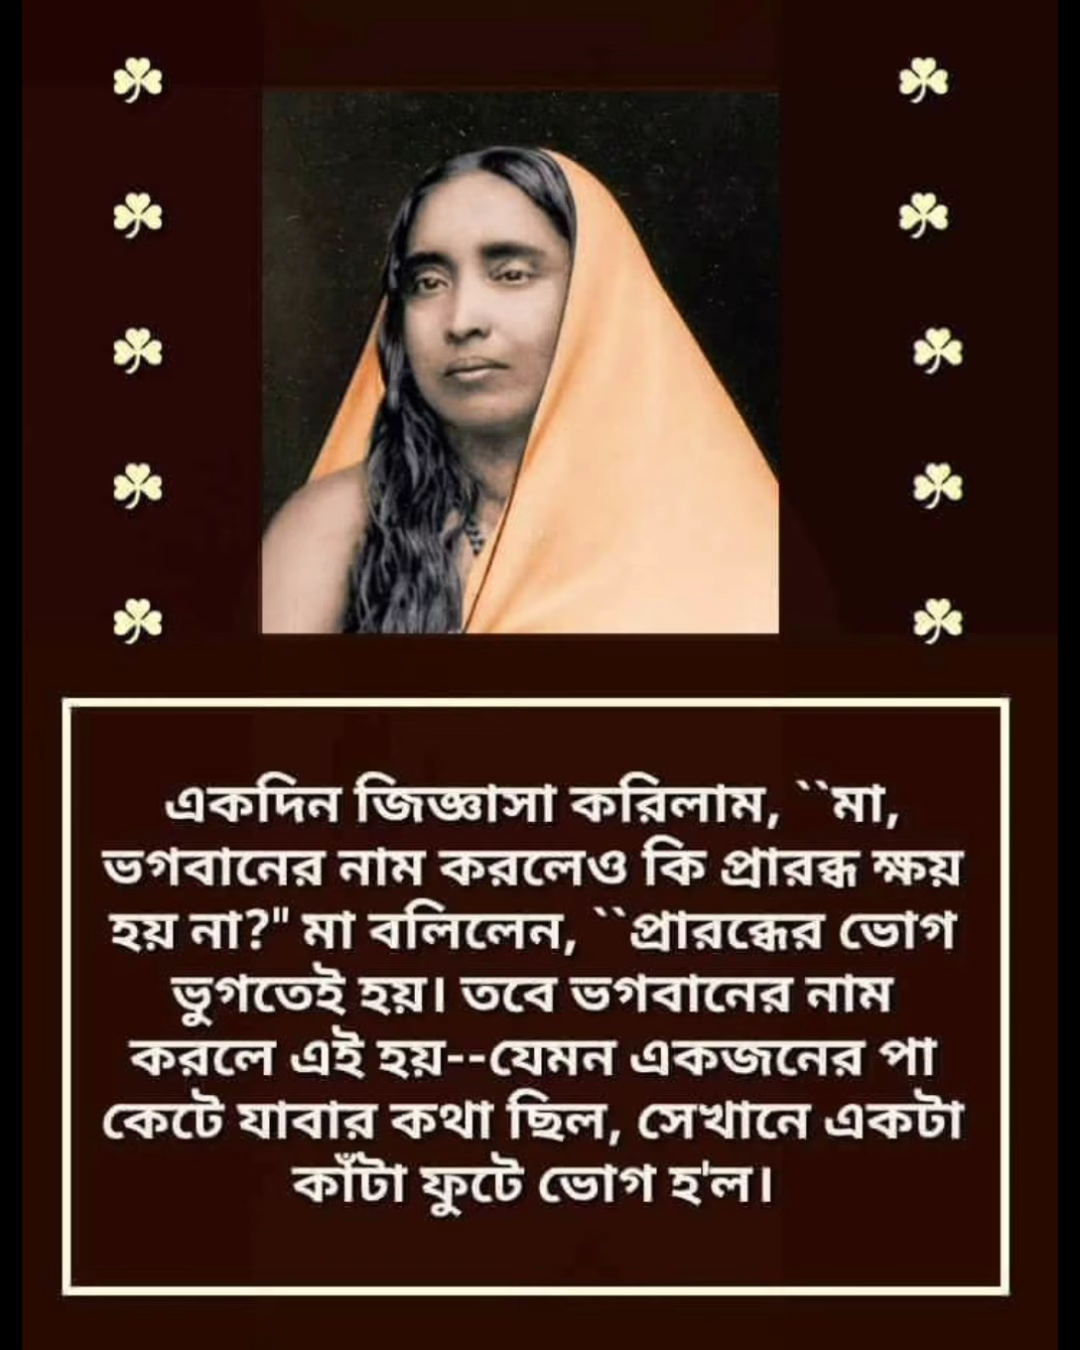 একদিন জিজ্ঞাসা করিলাম, ``মা,
ভগবানের নাম করলেও কি প্রারব্ধ ক্ষয়
হয় না?" মা বলিলেন, ``প্রারব্ধের ভোগ
ভুগতেই হয়। তবে ভগবানের নাম
করলে এই হয়--যেমন একজনের পা
কেটে যাবার কথা ছিল, সেখানে একটা
কাঁটা ফুটে ভোগ হ'ল।